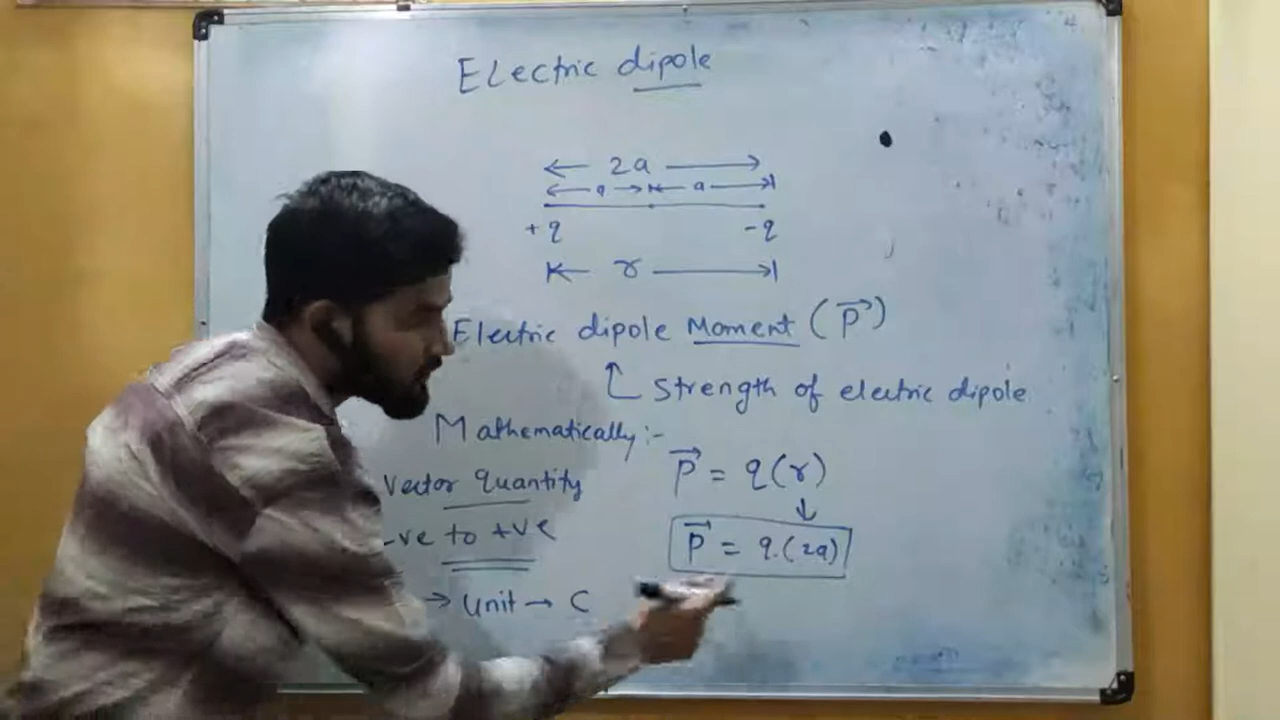 Electric dipole
2a
a a
+q -q
r
Electric dipole Moment (p⃗)
Strength of electric dipole
Mathematically:-
p⃗ = q(r)
Vector quantity
-ve to +ve
p⃗ = q.(2a)
→ Unit → C